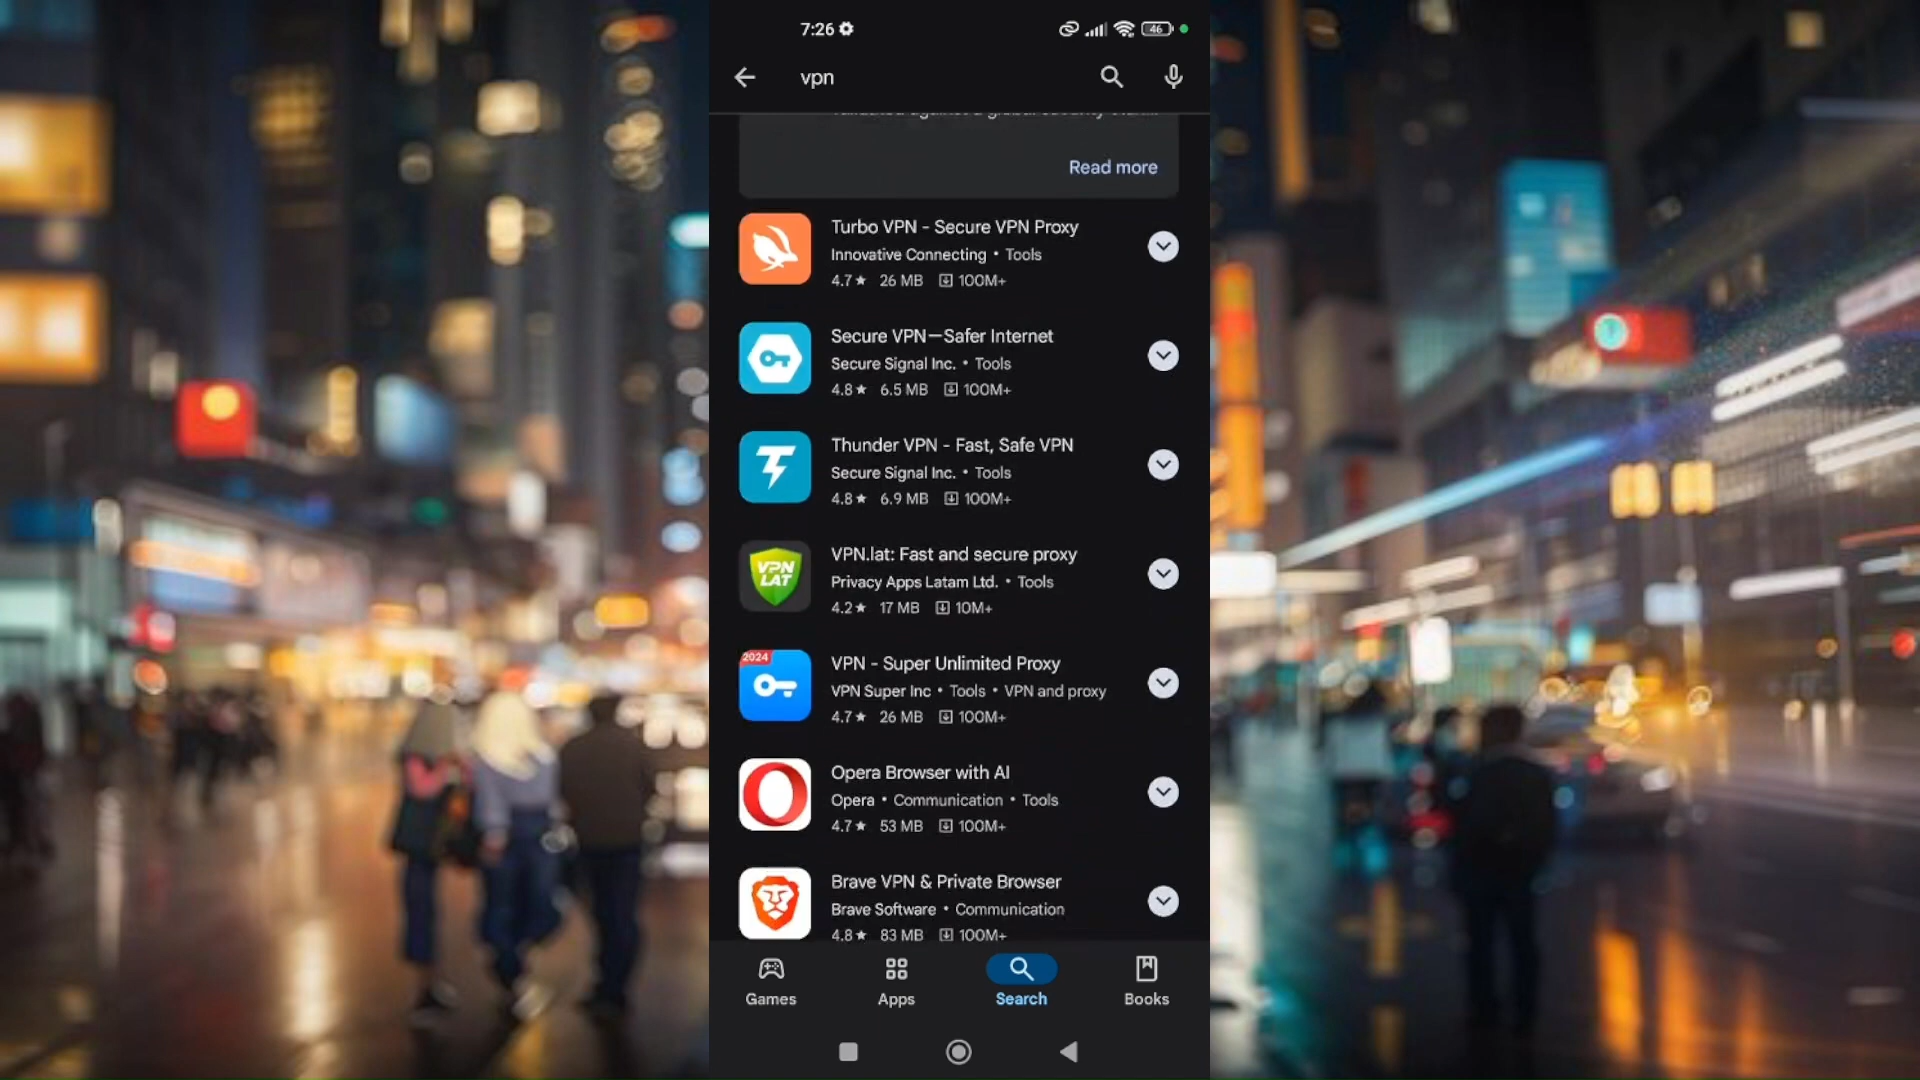 7:26
46
vpn
Read more
Turbo VPN - Secure VPN Proxy
Innovative Connecting • Tools
4.7★ 26 MB 100M+
Secure VPN—Safer Internet
Secure Signal Inc. • Tools
4.8★ 6.5 MB 100M+
Thunder VPN - Fast, Safe VPN
Secure Signal Inc. • Tools
4.8★ 6.9 MB 100M+
VPN LAT
VPN.lat: Fast and secure proxy
Privacy Apps Latam Ltd. • Tools
4.2★ 17 MB 10M+
2024
VPN - Super Unlimited Proxy
VPN Super Inc • Tools • VPN and proxy
4.7★ 26 MB 100M+
Opera Browser with AI
Opera • Communication • Tools
4.7★ 53 MB 100M+
Brave VPN & Private Browser
Brave Software • Communication
4.8★ 83 MB 100M+
Games
Apps
Search
Books